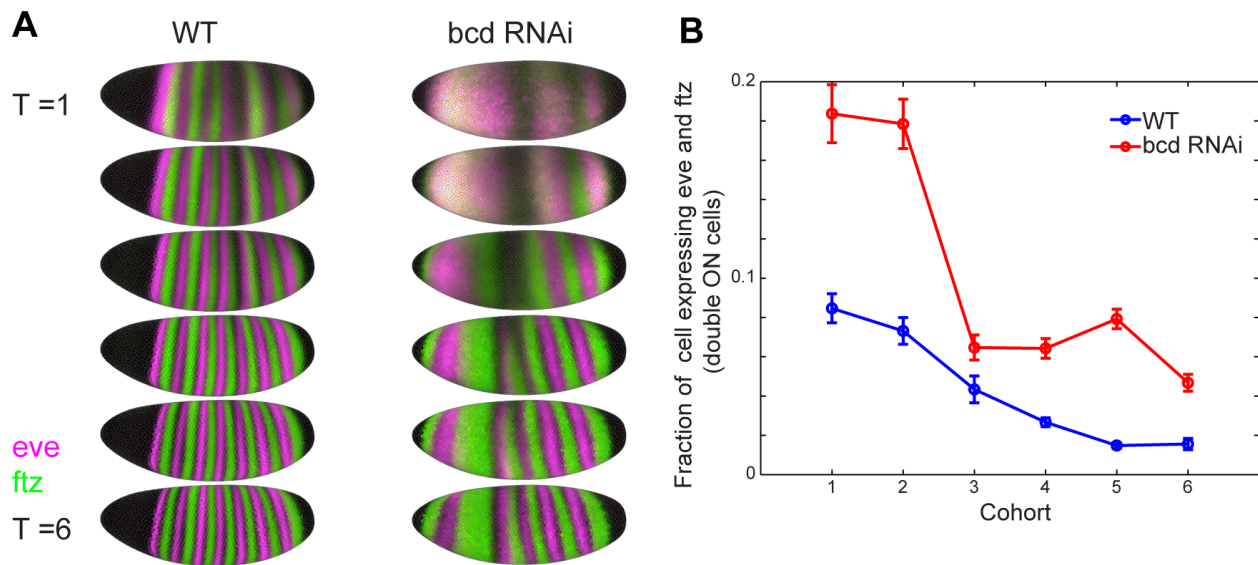 A
WT
bcd RNAi
T =1
eve
ftz
T =6
B
Fraction of cell expressing eve and ftz
(double ON cells)
0.2
0.1
0
WT
bcd RNAi
1 2 3 4 5 6
Cohort